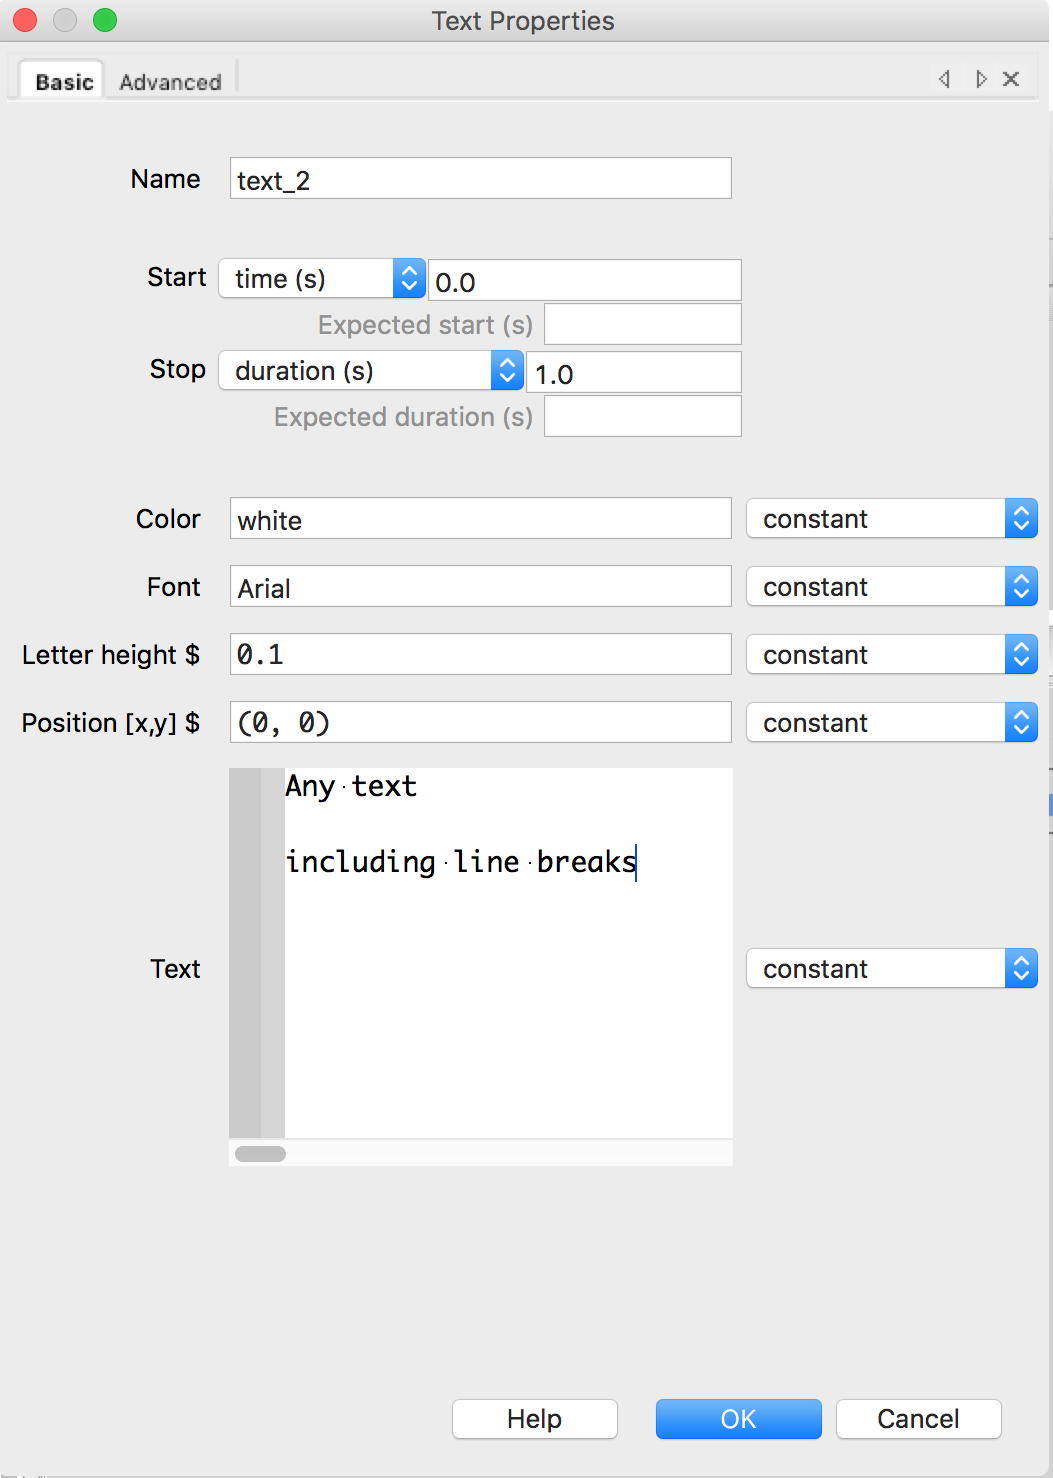 Text Properties
Basic Advanced
Name text_2
Start time (s) 0.0
Expected start (s)
Stop duration (s) 1.0
Expected duration (s)
Color white constant
Font Arial constant
Letter height $ 0.1 constant
Position [x,y] $ (0, 0) constant
Any·text
including·line·breaks
Text constant
Help OK Cancel